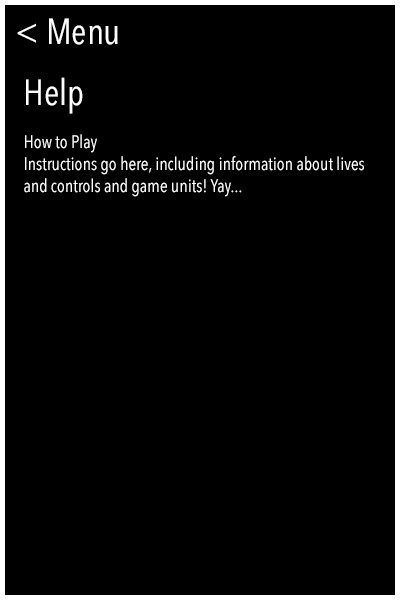 < Menu
Help
How to Play
Instructions go here, including information about lives
and controls and game units! Yay...